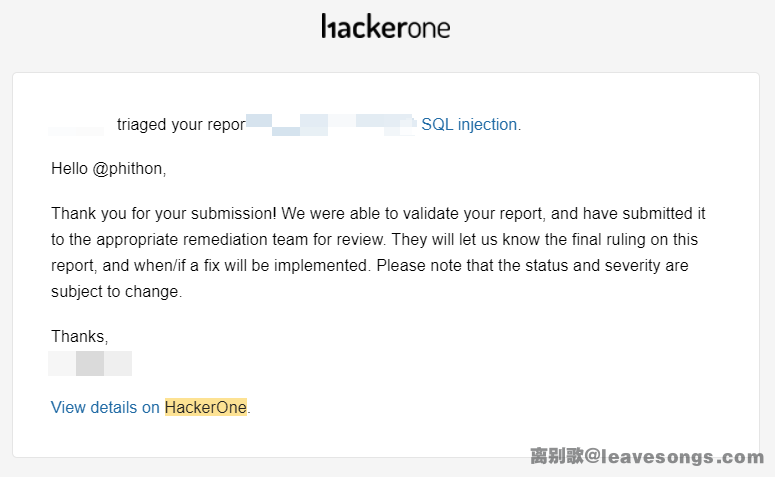 hackerone
triaged your repor SQL injection.
Hello @phithon,
Thank you for your submission! We were able to validate your report, and have submitted it
to the appropriate remediation team for review. They will let us know the final ruling on this
report, and when/if a fix will be implemented. Please note that the status and severity are
subject to change.
Thanks,
View details on HackerOne.
离别歌@leavesongs.com